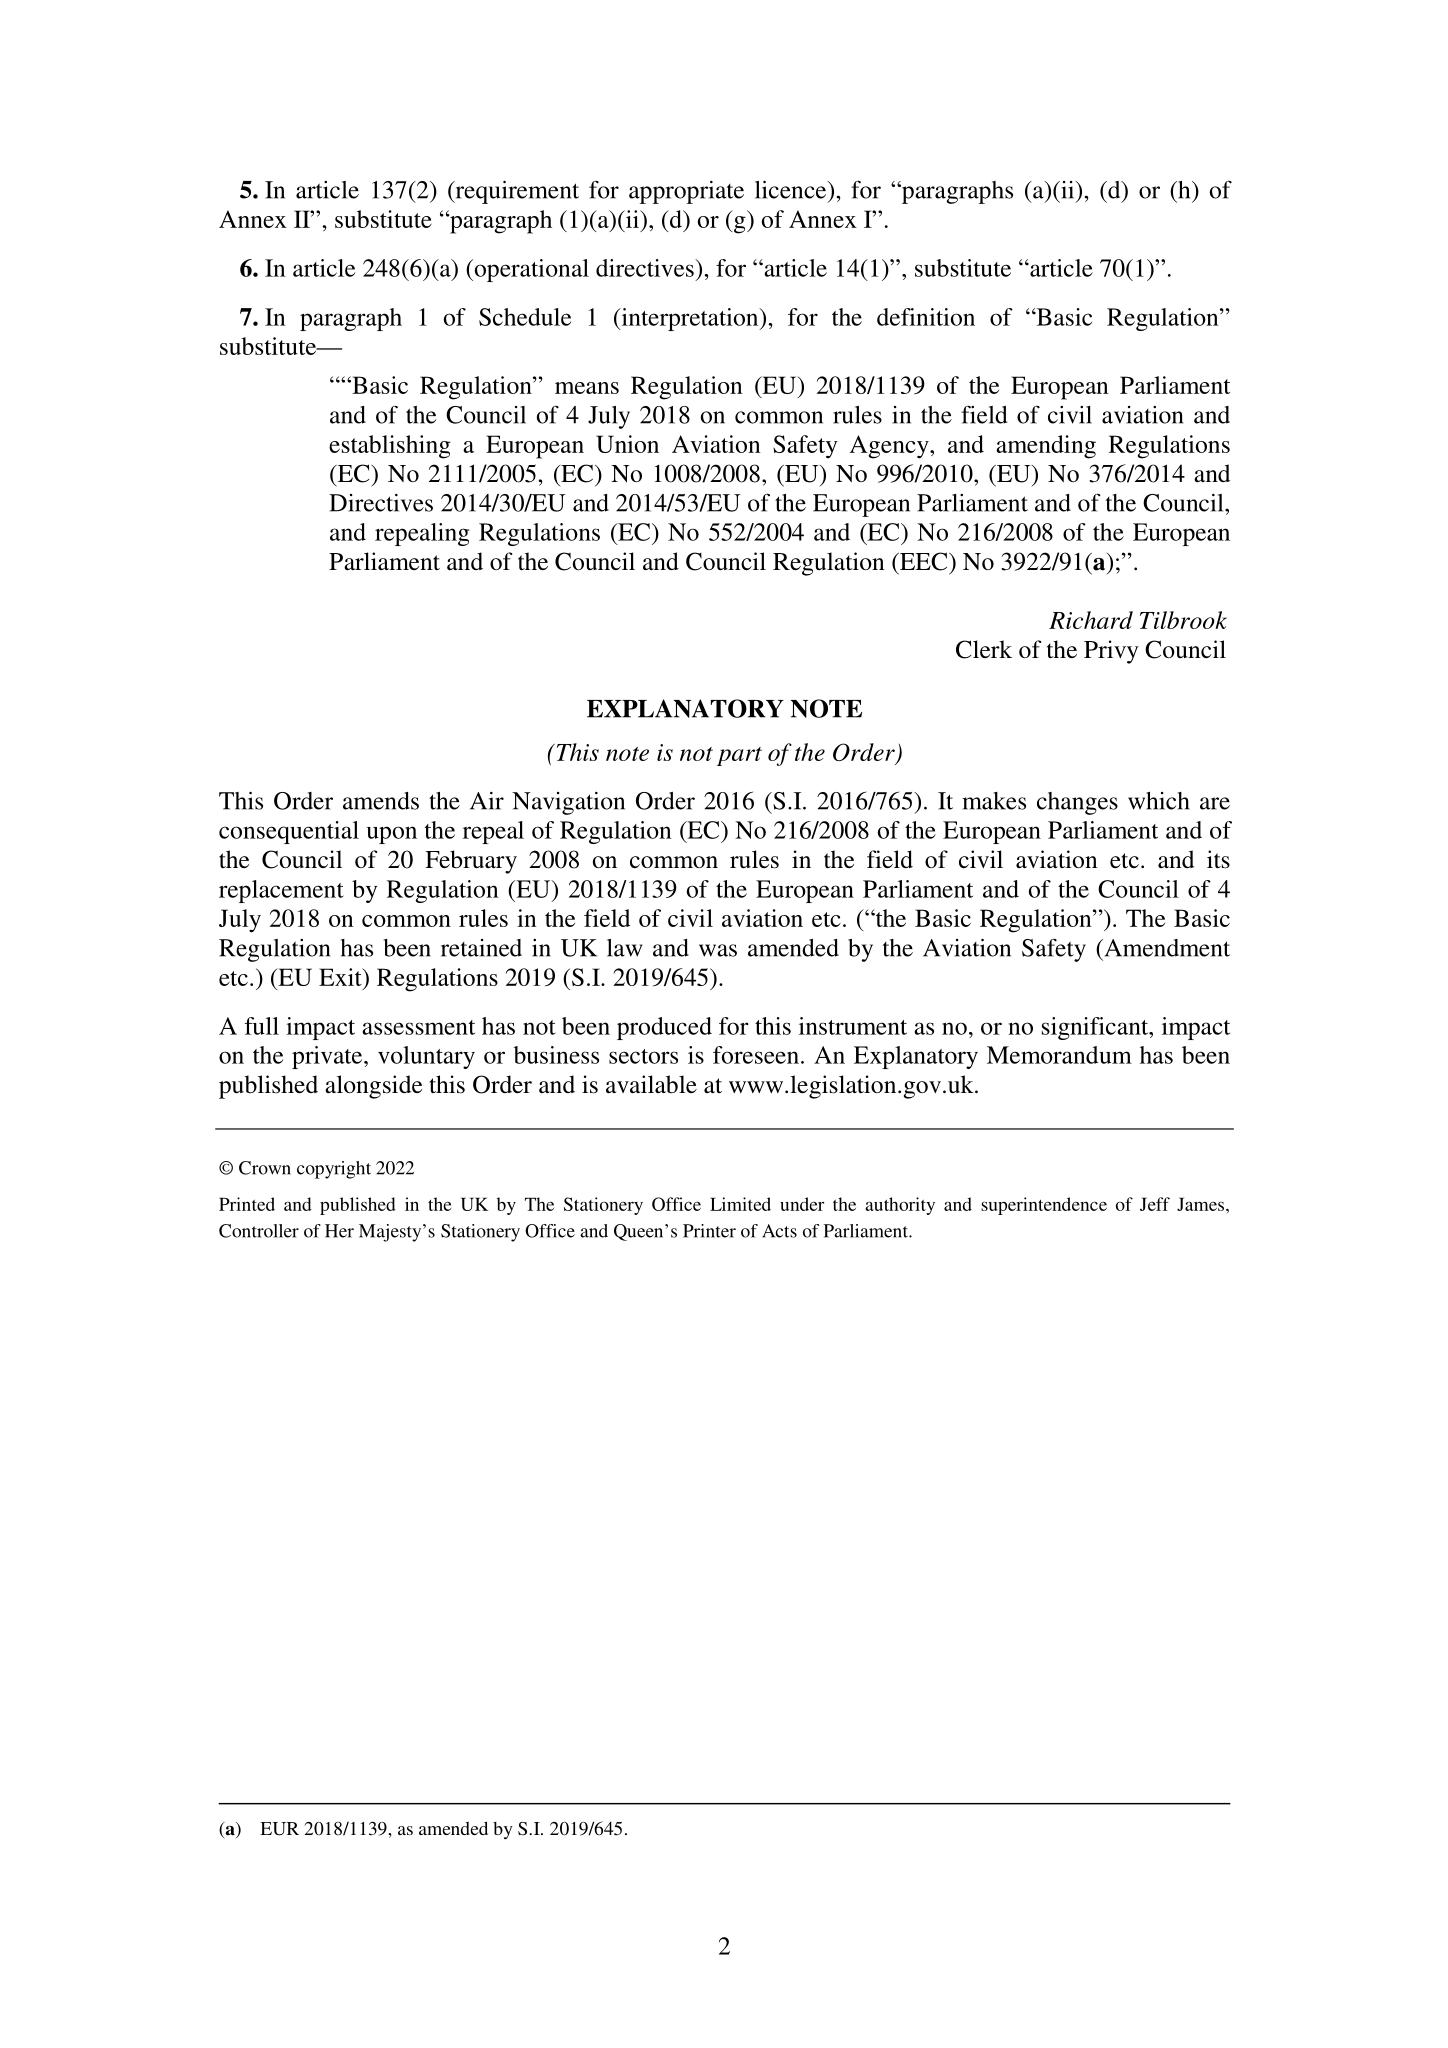 5. In article 137(2) (requirement for appropriate licence), for “paragraphs (a)(ii), (d) or (h) of
Annex II”, substitute “paragraph (1)(a)(ii), (d) or (g) of Annex I”.
6. In article 248(6)(a) (operational directives), for “article 14(1)”, substitute “article 70(1)”.
7. In paragraph 1 of Schedule 1 (interpretation), for the definition of “Basic Regulation”
substitute—
““Basic Regulation” means Regulation (EU) 2018/1139 of the European Parliament
and of the Council of 4 July 2018 on common rules in the field of civil aviation and
establishing a European Union Aviation Safety Agency, and amending Regulations
(EC) No 2111/2005, (EC) No 1008/2008, (EU) No 996/2010, (EU) No 376/2014 and
Directives 2014/30/EU and 2014/53/EU of the European Parliament and of the Council,
and repealing Regulations (EC) No 552/2004 and (EC) No 216/2008 of the European
Parliament and of the Council and Council Regulation (EEC) No 3922/91(a);”.
Richard Tilbrook
Clerk of the Privy Council
EXPLANATORY NOTE
(This note is not part of the Order)
This Order amends the Air Navigation Order 2016 (S.I. 2016/765). It makes changes which are
consequential upon the repeal of Regulation (EC) No 216/2008 of the European Parliament and of
the Council of 20 February 2008 on common rules in the field of civil aviation etc. and its
replacement by Regulation (EU) 2018/1139 of the European Parliament and of the Council of 4
July 2018 on common rules in the field of civil aviation etc. (“the Basic Regulation”). The Basic
Regulation has been retained in UK law and was amended by the Aviation Safety (Amendment
etc.) (EU Exit) Regulations 2019 (S.I. 2019/645).
A full impact assessment has not been produced for this instrument as no, or no significant, impact
on the private, voluntary or business sectors is foreseen. An Explanatory Memorandum has been
published alongside this Order and is available at www.legislation.gov.uk.
© Crown copyright 2022
Printed and published in the UK by The Stationery Office Limited under the authority and superintendence of Jeff James,
Controller of Her Majesty’s Stationery Office and Queen’s Printer of Acts of Parliament.
(a) EUR 2018/1139, as amended by S.I. 2019/645.
2